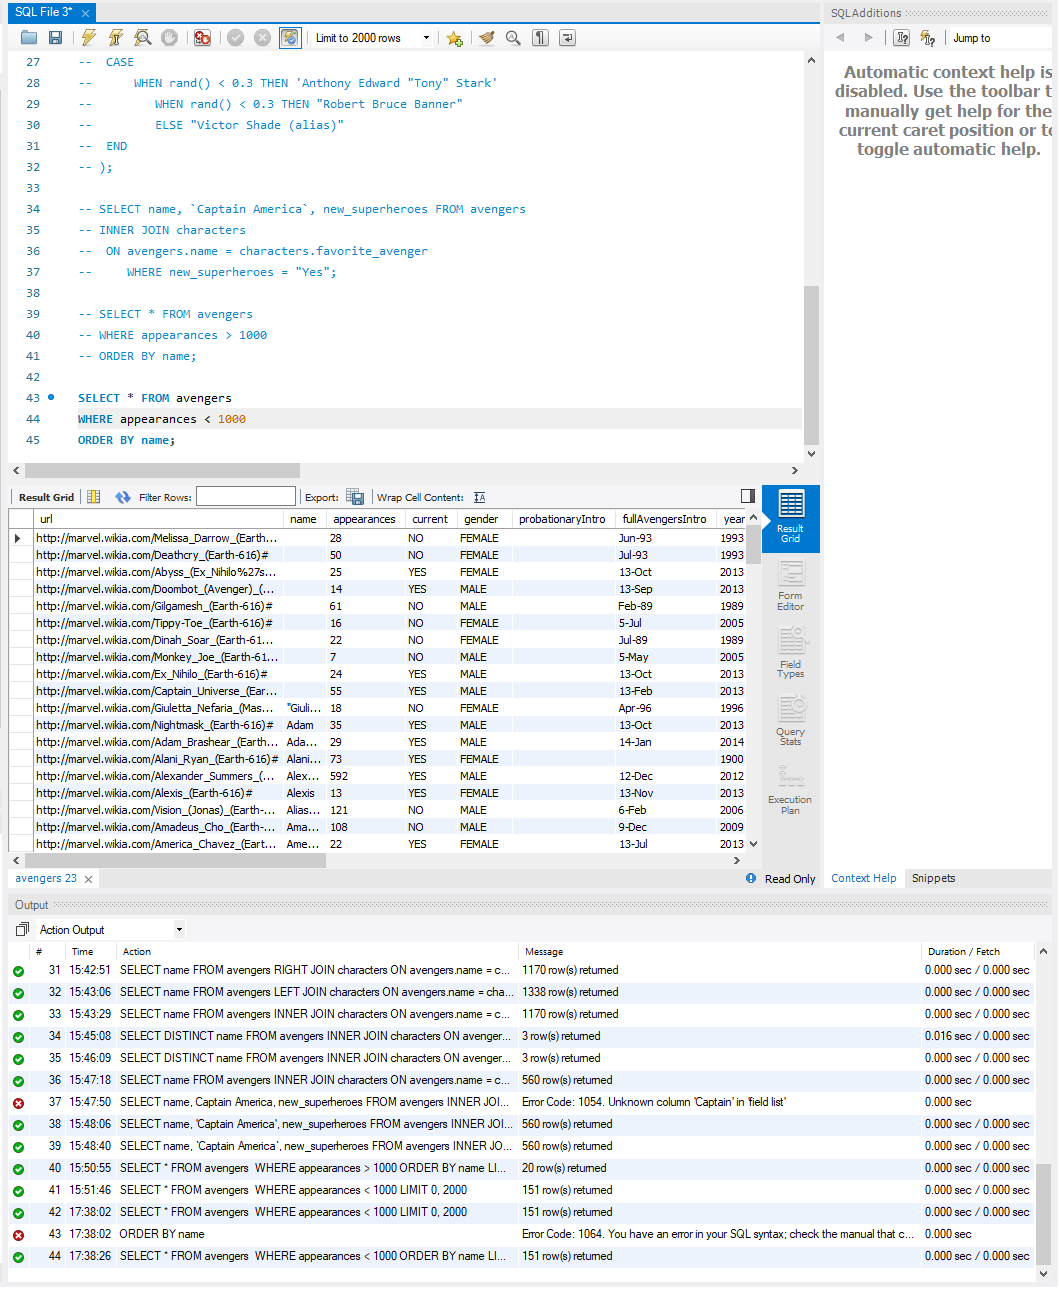 SQL File 3*
Limit to 2000 rows
27 --  CASE
28 --      WHEN rand() < 0.3 THEN 'Anthony Edward "Tony" Stark'
29 --         WHEN rand() < 0.3 THEN "Robert Bruce Banner"
30 --         ELSE "Victor Shade (alias)"
31 --  END
32 -- );
33
34 -- SELECT name, `Captain America`, new_superheroes FROM avengers
35 -- INNER JOIN characters
36 --  ON avengers.name = characters.favorite_avenger
37 --     WHERE new_superheroes = "Yes";
38
39 -- SELECT * FROM avengers
40 -- WHERE appearances > 1000
41 -- ORDER BY name;
42
43 SELECT * FROM avengers
44 WHERE appearances < 1000
45 ORDER BY name;
SQLAdditions
Jump to
Automatic context help is
disabled. Use the toolbar t
manually get help for the
current caret position or to
toggle automatic help.
Result Grid Filter Rows: Export: Wrap Cell Content:
url name appearances current gender probationaryIntro fullAvengersIntro year
http://marvel.wikia.com/Melissa_Darrow_(Earth... 28 NO FEMALE Jun-93 1993
http://marvel.wikia.com/Deathcry_(Earth-616)# 50 NO FEMALE Jul-93 1993
http://marvel.wikia.com/Abyss_(Ex_Nihilo%27s... 25 YES FEMALE 13-Oct 2013
http://marvel.wikia.com/Doombot_(Avenger)_(... 14 YES MALE 13-Sep 2013
http://marvel.wikia.com/Gilgamesh_(Earth-616)# 61 NO MALE Feb-89 1989
http://marvel.wikia.com/Tippy-Toe_(Earth-616)# 16 NO FEMALE 5-Jul 2005
http://marvel.wikia.com/Dinah_Soar_(Earth-61... 22 NO FEMALE Jul-89 1989
http://marvel.wikia.com/Monkey_Joe_(Earth-61... 7 NO MALE 5-May 2005
http://marvel.wikia.com/Ex_Nihilo_(Earth-616)# 24 YES MALE 13-Oct 2013
http://marvel.wikia.com/Captain_Universe_(Ear... 55 YES MALE 13-Feb 2013
http://marvel.wikia.com/Giuletta_Nefaria_(Mas... "Giuli... 18 NO FEMALE Apr-96 1996
http://marvel.wikia.com/Nightmask_(Earth-616)# Adam 35 YES MALE 13-Oct 2013
http://marvel.wikia.com/Adam_Brashear_(Earth... Ada... 29 YES MALE 14-Jan 2014
http://marvel.wikia.com/Alani_Ryan_(Earth-616)# Alani... 73 YES FEMALE 1900
http://marvel.wikia.com/Alexander_Summers_(... Alex... 592 YES MALE 12-Dec 2012
http://marvel.wikia.com/Alexis_(Earth-616)# Alexis 13 YES FEMALE 13-Nov 2013
http://marvel.wikia.com/Vision_(Jonas)_(Earth-... Alias... 121 NO MALE 6-Feb 2006
http://marvel.wikia.com/Amadeus_Cho_(Earth-... Ama... 108 NO MALE 9-Dec 2009
http://marvel.wikia.com/America_Chavez_(Eart... Ame... 22 YES FEMALE 13-Jul 2013
Result
Grid
Form
Editor
Field
Types
Query
Stats
Execution
Plan
avengers 23
Read Only
Context Help Snippets
Output
Action Output
# Time Action Message Duration / Fetch
31 15:42:51 SELECT name FROM avengers RIGHT JOIN characters ON avengers.name = c... 1170 row(s) returned 0.000 sec / 0.000 sec
32 15:43:06 SELECT name FROM avengers LEFT JOIN characters ON avengers.name = cha... 1338 row(s) returned 0.000 sec / 0.000 sec
33 15:43:29 SELECT name FROM avengers INNER JOIN characters ON avengers.name = c... 1170 row(s) returned 0.000 sec / 0.000 sec
34 15:45:08 SELECT DISTINCT name FROM avengers INNER JOIN characters ON avenger... 3 row(s) returned 0.016 sec / 0.000 sec
35 15:46:09 SELECT DISTINCT name FROM avengers INNER JOIN characters ON avenger... 3 row(s) returned 0.000 sec / 0.000 sec
36 15:47:18 SELECT name FROM avengers INNER JOIN characters ON avengers.name = c... 560 row(s) returned 0.000 sec / 0.000 sec
37 15:47:50 SELECT name, Captain America, new_superheroes FROM avengers INNER JOI... Error Code: 1054. Unknown column 'Captain' in 'field list' 0.000 sec
38 15:48:06 SELECT name, 'Captain America', new_superheroes FROM avengers INNER JOI... 560 row(s) returned 0.000 sec / 0.000 sec
39 15:48:40 SELECT name, `Captain America`, new_superheroes FROM avengers INNER JO... 560 row(s) returned 0.000 sec / 0.000 sec
40 15:50:55 SELECT * FROM avengers  WHERE appearances > 1000 ORDER BY name LI... 20 row(s) returned 0.000 sec / 0.000 sec
41 15:51:46 SELECT * FROM avengers  WHERE appearances < 1000 LIMIT 0, 2000 151 row(s) returned 0.000 sec / 0.000 sec
42 17:38:02 SELECT * FROM avengers  WHERE appearances < 1000 LIMIT 0, 2000 151 row(s) returned 0.000 sec / 0.000 sec
43 17:38:02 ORDER BY name Error Code: 1064. You have an error in your SQL syntax; check the manual that c... 0.000 sec
44 17:38:26 SELECT * FROM avengers  WHERE appearances < 1000 ORDER BY name LI... 151 row(s) returned 0.000 sec / 0.000 sec